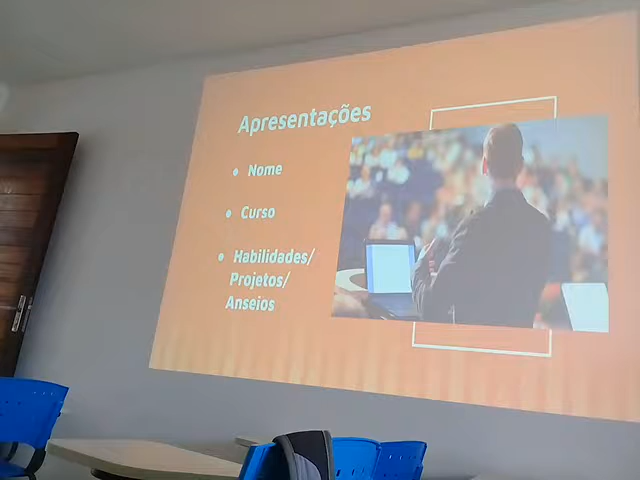 Apresentações
• Nome
• Curso
• Habilidades/
Projetos/
Anseios